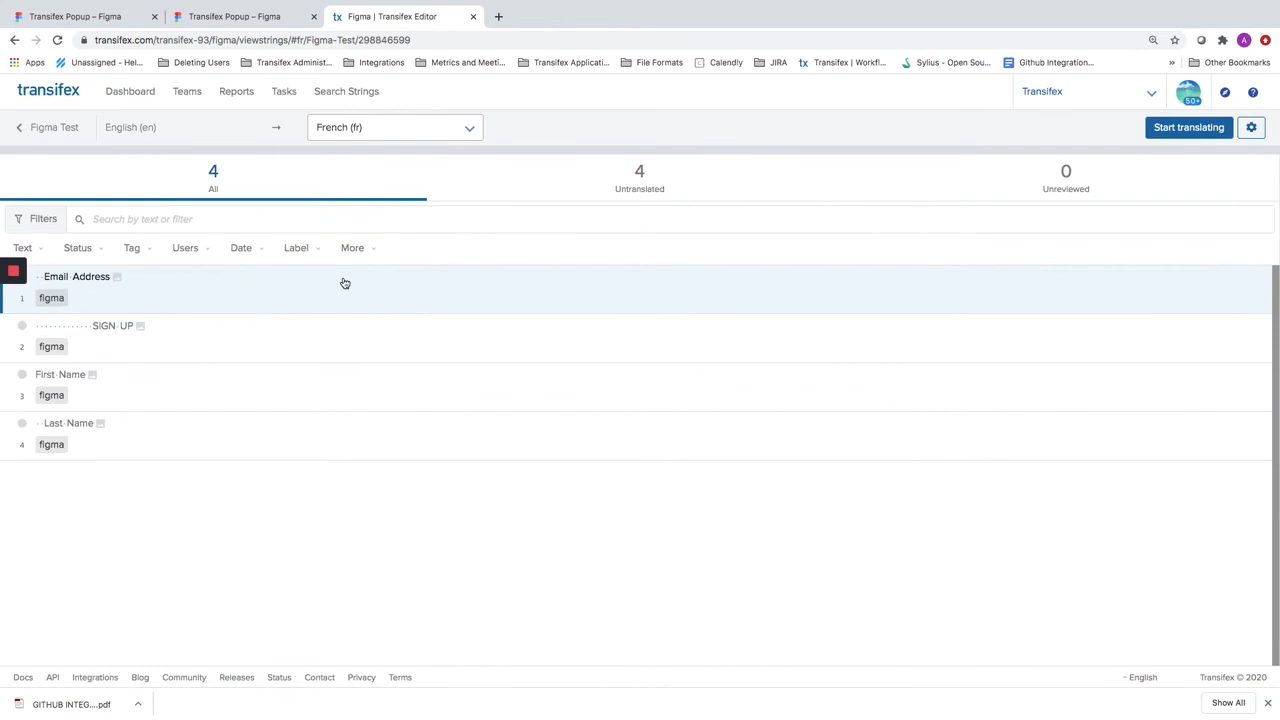 Transifex Popup – Figma
Transifex Popup – Figma
tx Figma | Transifex Editor
transifex.com/transifex-93/figma/viewstrings/#fr/Figma-Test/298846599
A
Apps
Unassigned - Hel...
Deleting Users
Transifex Administ...
Integrations
Metrics and Meeti...
Transifex Applicati...
File Formats
C Calendly
JIRA
tx Transifex | Workfl...
Sylius - Open Sou...
Github Integration...
»
Other Bookmarks
transifex
Dashboard
Teams
Reports
Tasks
Search Strings
Transifex
50+
?
Figma Test
English (en)
→
French (fr)
Start translating
4
All
4
Untranslated
0
Unreviewed
Filters
Search by text or filter
Text
Status
Tag
Users
Date
Label
More
··Email·Address
1 figma
·············SIGN·UP
2 figma
First·Name
3 figma
··Last·Name
4 figma
Docs
API
Integrations
Blog
Community
Releases
Status
Contact
Privacy
Terms
- English
Transifex © 2020
GITHUB INTEG....pdf
Show All